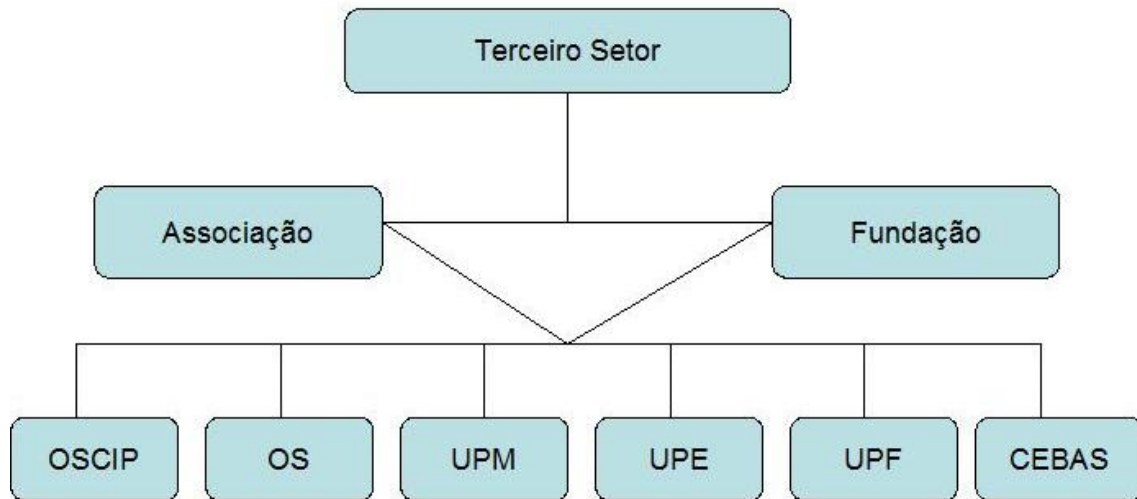 Terceiro Setor
Associação
Fundação
OSCIP
OS
UPM
UPE
UPF
CEBAS